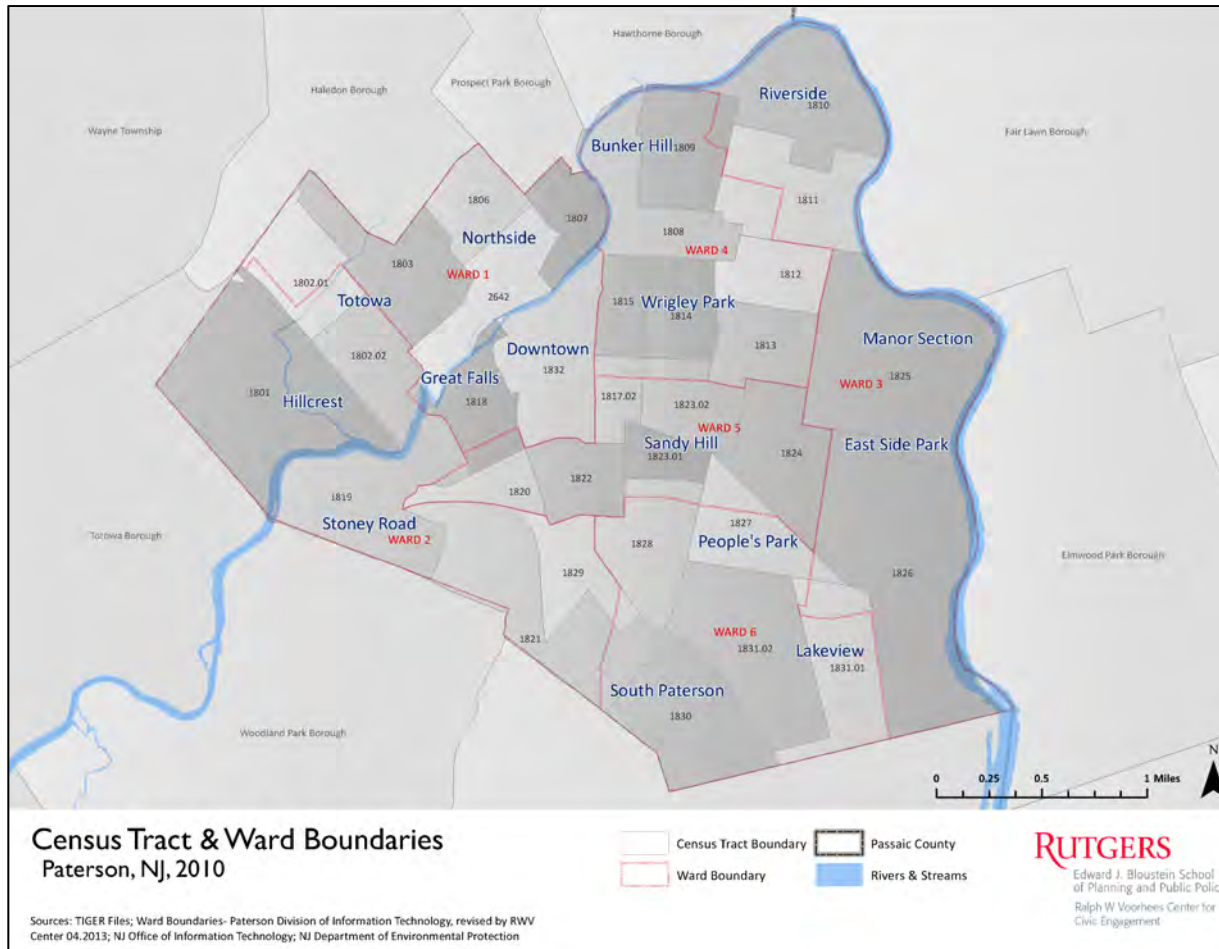 Hawthorne Borough
Prospect Park Borough
Haledon Borough
Riverside
1810
Wayne Township
Fair Lawn Borough
Bunker Hill
1809
1806
1811
1807
Northside
1808
WARD 4
1803
WARD 1
1812
1802.01
Totowa
2642
1815
Wrigley Park
1814
Downtown
1813
Manor Section
1802.02
1832
Great Falls
WARD 3
1825
1801
Hillcrest
1818
1817.02
1823.02
WARD 5
Sandy Hill
East Side Park
1823.01
1824
1822
1819
1820
Stoney Road
WARD 2
1827
People's Park
Totowa Borough
1828
Elmwood Park Borough
1829
1826
WARD 6
1821
1831.02
Lakeview
1831.01
South Paterson
1830
Woodland Park Borough
N
0 0.25 0.5 1 Miles
Census Tract & Ward Boundaries
Paterson, NJ, 2010
Census Tract Boundary
Passaic County
Ward Boundary
Rivers & Streams
RUTGERS
Edward J. Bloustein School
of Planning and Public Polic
Ralph W Voorhees Center for
Civic Engagement
Sources: TIGER Files; Ward Boundaries- Paterson Division of Information Technology, revised by RWV
Center 04.2013; NJ Office of Information Technology; NJ Department of Environmental Protection